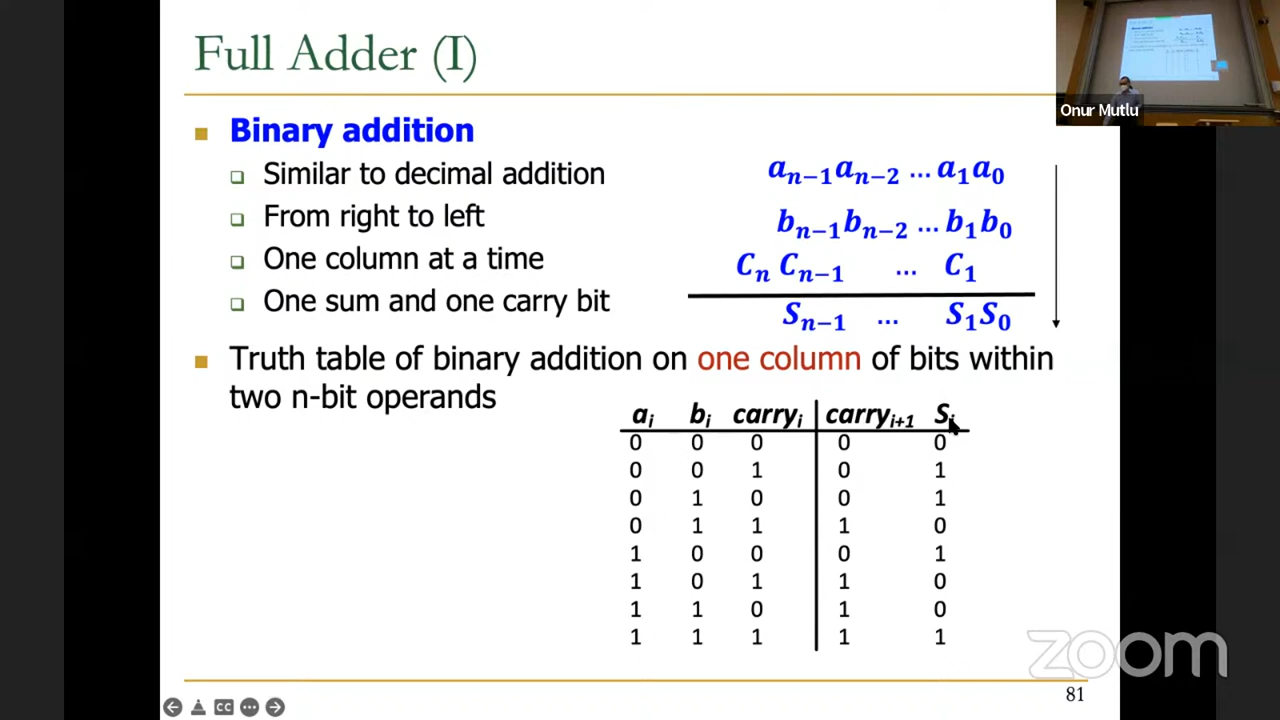 Full Adder (I)
Onur Mutlu
Binary addition
Similar to decimal addition
From right to left
One column at a time
One sum and one carry bit
aₙ₋₁aₙ₋₂ ... a₁a₀
bₙ₋₁bₙ₋₂ ... b₁b₀
Cₙ Cₙ₋₁ ... C₁
Sₙ₋₁ ... S₁S₀
Truth table of binary addition on one column of bits within
two n-bit operands
aᵢ bᵢ carryᵢ carryᵢ₊₁ Sᵢ
0 0 0 0 0
0 0 1 0 1
0 1 0 0 1
0 1 1 1 0
1 0 0 0 1
1 0 1 1 0
1 1 0 1 0
1 1 1 1 1
zoom
81
CC